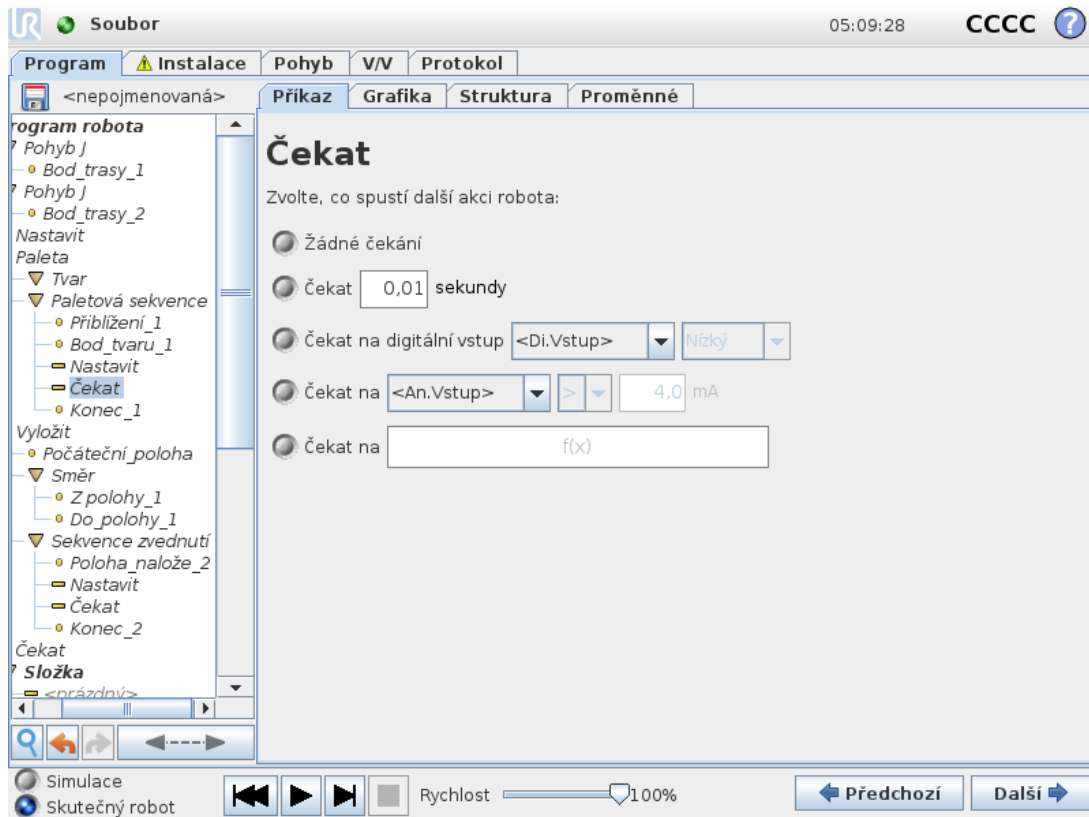 Soubor 05:09:28 CCCC ?
Program Instalace Pohyb V/V Protokol
<nepojmenovaná> Příkaz Grafika Struktura Proměnné
rogram robota
Pohyb J
Bod_trasy_1
Pohyb J
Bod_trasy_2
Nastavit
Paleta
Tvar
Paletová sekvence
Přiblížení_1
Bod_tvaru_1
Nastavit
Čekat
Konec_1
Vyložit
Počáteční_poloha
Směr
Z polohy_1
Do_polohy_1
Sekvence zvednutí
Poloha_nalože_2
Nastavit
Čekat
Konec_2
Čekat
Složka
<prázdný>
Čekat
Zvolte, co spustí další akci robota:
Žádné čekání
Čekat 0,01 sekundy
Čekat na digitální vstup <Di.Vstup> Nízký
Čekat na <An.Vstup> > 4,0 mA
Čekat na f(x)
Simulace
Skutečný robot
Rychlost 100%
Předchozí Další